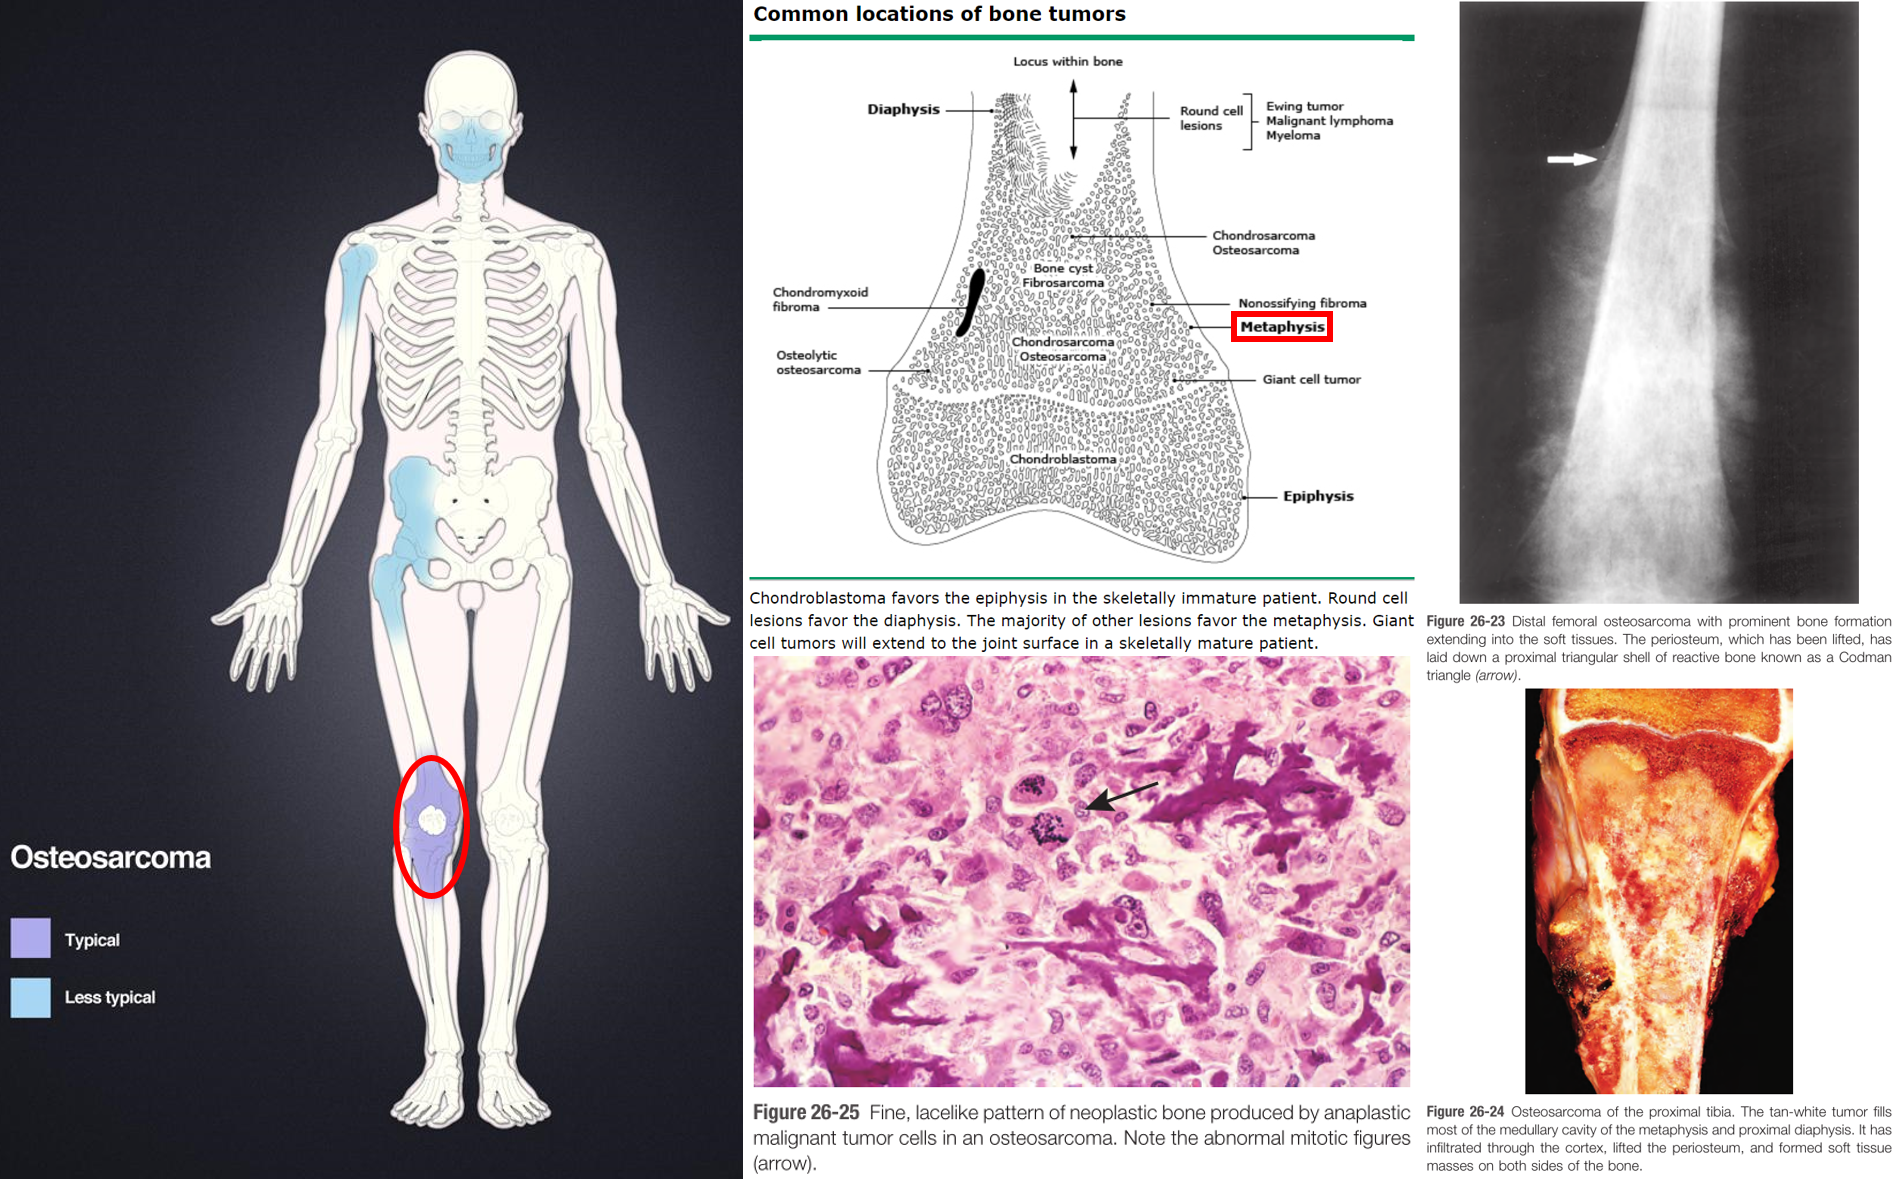 Osteosarcoma
Typical
Less typical
Common locations of bone tumors
Locus within bone
Diaphysis
Round cell
lesions
Ewing tumor
Malignant lymphoma
Myeloma
Chondrosarcoma
Osteosarcoma
Bone cyst
Fibrosarcoma
Chondromyxoid
fibroma
Nonossifying fibroma
Metaphysis
Chondrosarcoma
Osteosarcoma
Osteolytic
osteosarcoma
Giant cell tumor
Chondroblastoma
Epiphysis
Chondroblastoma favors the epiphysis in the skeletally immature patient. Round cell
lesions favor the diaphysis. The majority of other lesions favor the metaphysis. Giant
cell tumors will extend to the joint surface in a skeletally mature patient.
Figure 26-25 Fine, lacelike pattern of neoplastic bone produced by anaplastic
malignant tumor cells in an osteosarcoma. Note the abnormal mitotic figures
(arrow).
Figure 26-23 Distal femoral osteosarcoma with prominent bone formation
extending into the soft tissues. The periosteum, which has been lifted, has
laid down a proximal triangular shell of reactive bone known as a Codman
triangle (arrow).
Figure 26-24 Osteosarcoma of the proximal tibia. The tan-white tumor fills
most of the medullary cavity of the metaphysis and proximal diaphysis. It has
infiltrated through the cortex, lifted the periosteum, and formed soft tissue
masses on both sides of the bone.